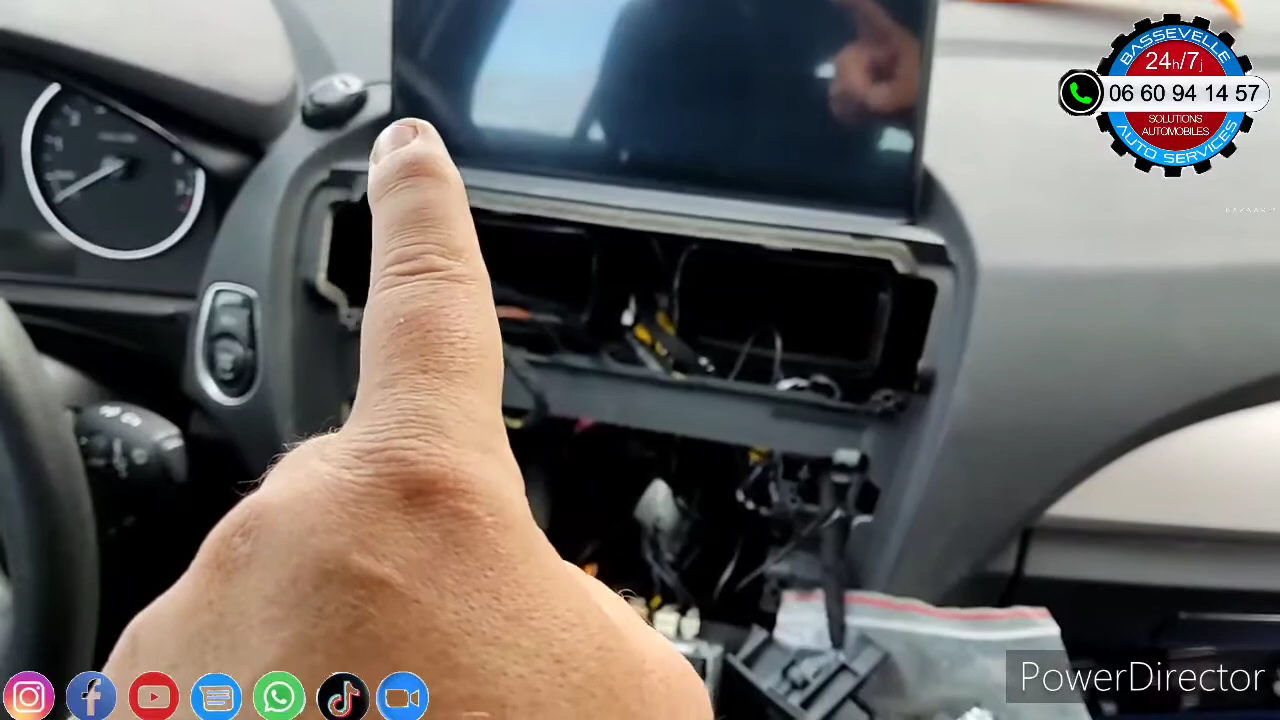 BASSEVELLE
24h/7j
06 60 94 14 57
SOLUTIONS
AUTOMOBILES
AUTO SERVICES
PowerDirector